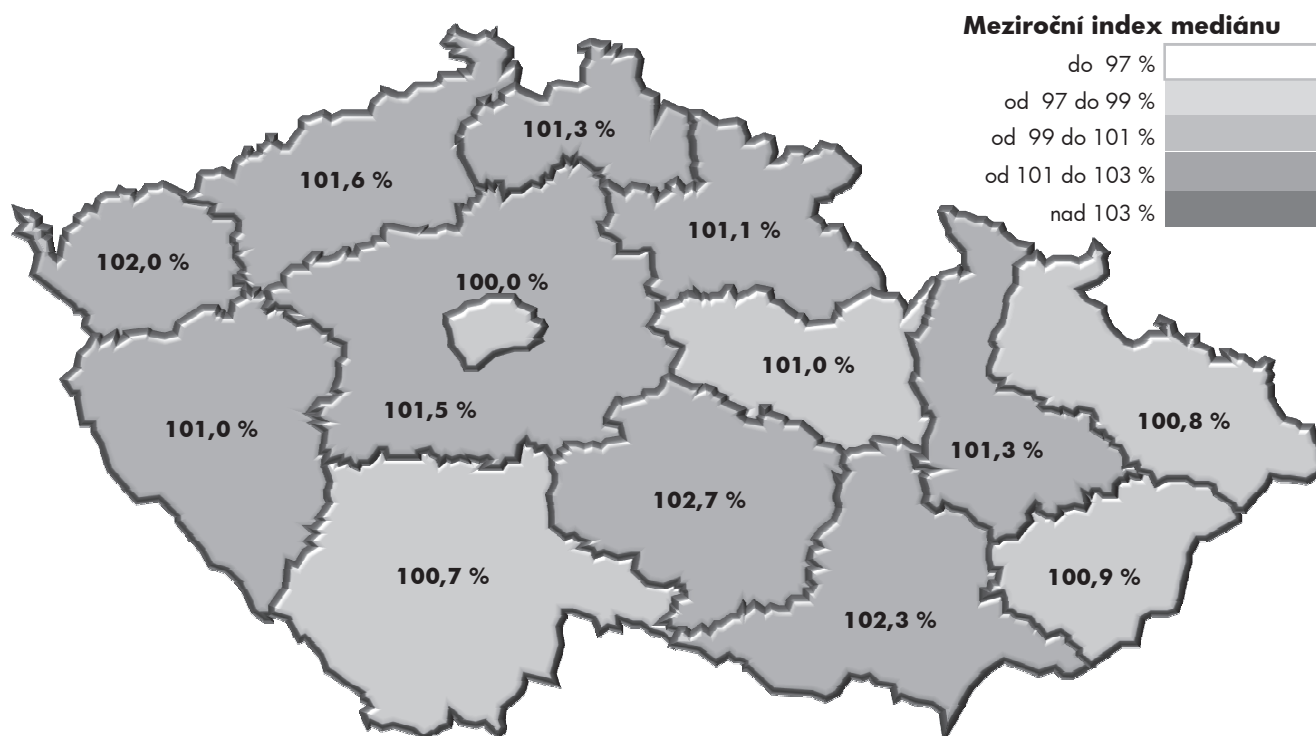 Meziroční index mediánu
do 97 %
od 97 do 99 %
od 99 do 101 %
od 101 do 103 %
nad 103 %
101,3 %
101,6 %
101,1 %
102,0 %
100,0 %
101,0 %
101,5 %
101,0 %
100,8 %
101,3 %
102,7 %
100,7 %
100,9 %
102,3 %